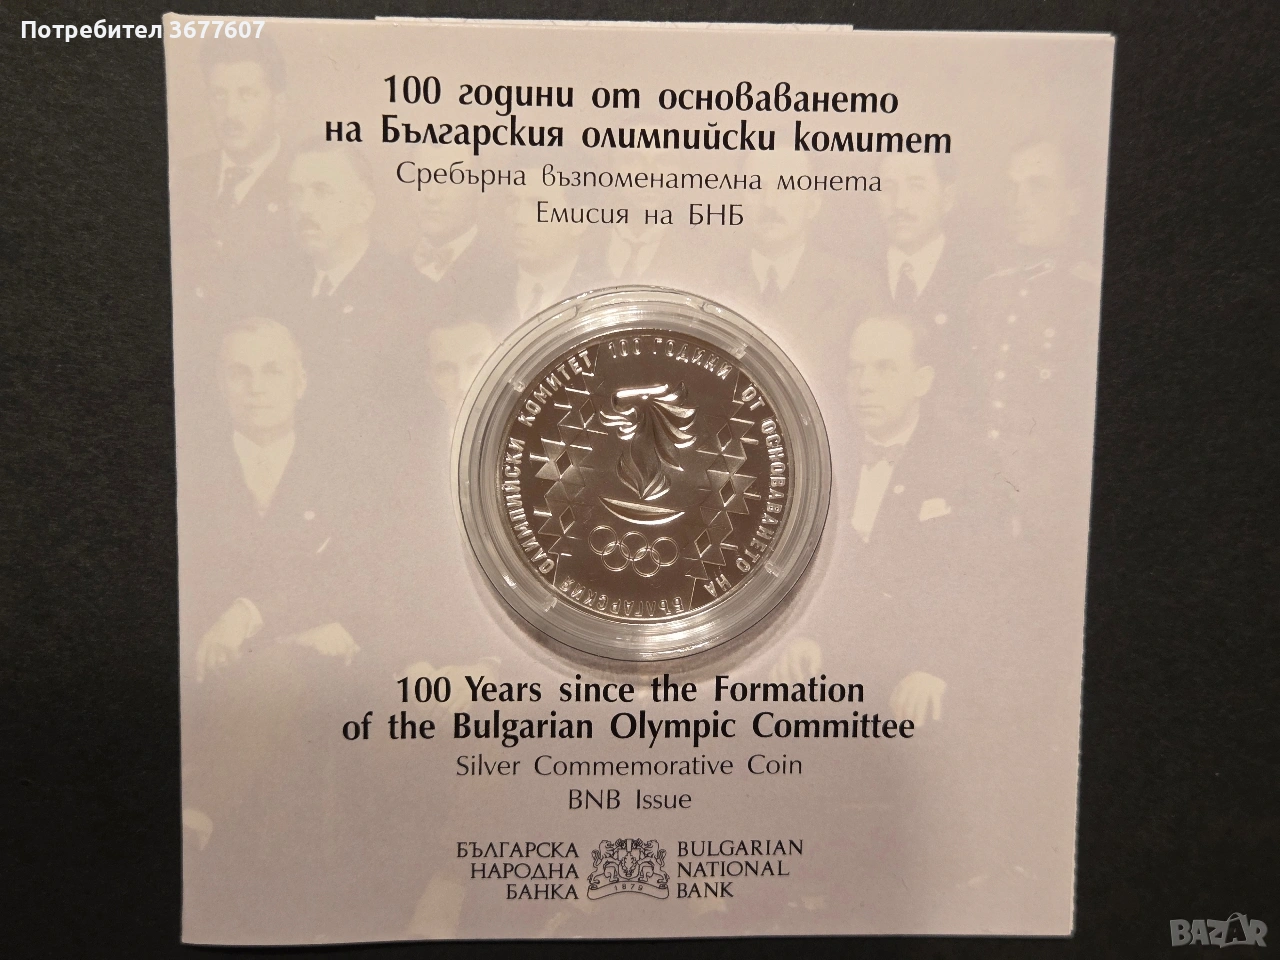 Потребител 3677607
100 години от основаването
на Българския олимпийски комитет
Сребърна възпоменателна монета
Емисия на БНБ
100 ГОДИНИ ОТ ОСНОВАВАНЕТО НА БЪЛГАРСКИЯ ОЛИМПИЙСКИ КОМИТЕТ
100 Years since the Formation
of the Bulgarian Olympic Committee
Silver Commemorative Coin
BNB Issue
БЪЛГАРСКА
НАРОДНА
БАНКА
1879
BULGARIAN
NATIONAL
BANK
BAZAR